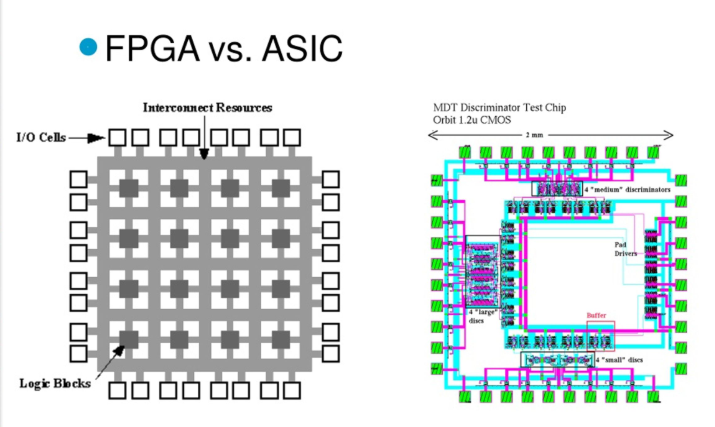 FPGA vs. ASIC
Interconnect Resources
I/O Cells
Logic Blocks
MDT Discriminator Test Chip
Orbit 1.2u CMOS
2 mm
4 "medium" discriminators
Pad
Drivers
4 "large"
discs
Buffer
4 "small" discs